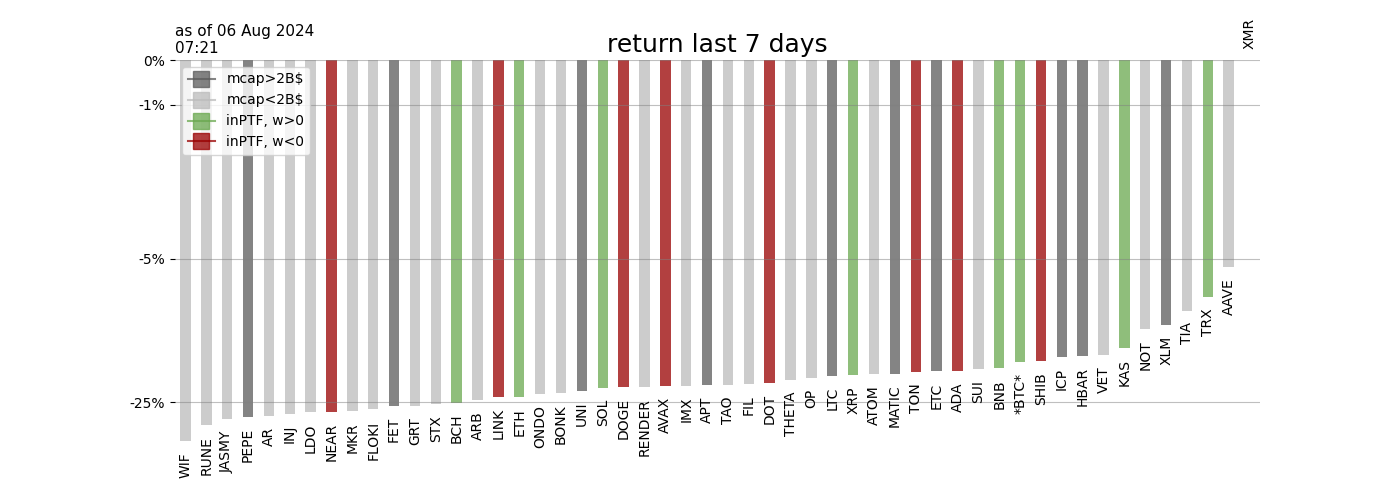 as of 06 Aug 2024
07:21
return last 7 days
XMR
0%
-1%
-5%
-25%
mcap>2B$
mcap<2B$
inPTF, w>0
inPTF, w<0
WIF
RUNE
JASMY
PEPE
AR
INJ
LDO
NEAR
MKR
FLOKI
FET
GRT
STX
BCH
ARB
LINK
ETH
ONDO
BONK
UNI
SOL
DOGE
RENDER
AVAX
IMX
APT
TAO
FIL
DOT
THETA
OP
LTC
XRP
ATOM
MATIC
TON
ETC
ADA
SUI
BNB
*BTC*
SHIB
ICP
HBAR
VET
KAS
NOT
XLM
TIA
TRX
AAVE